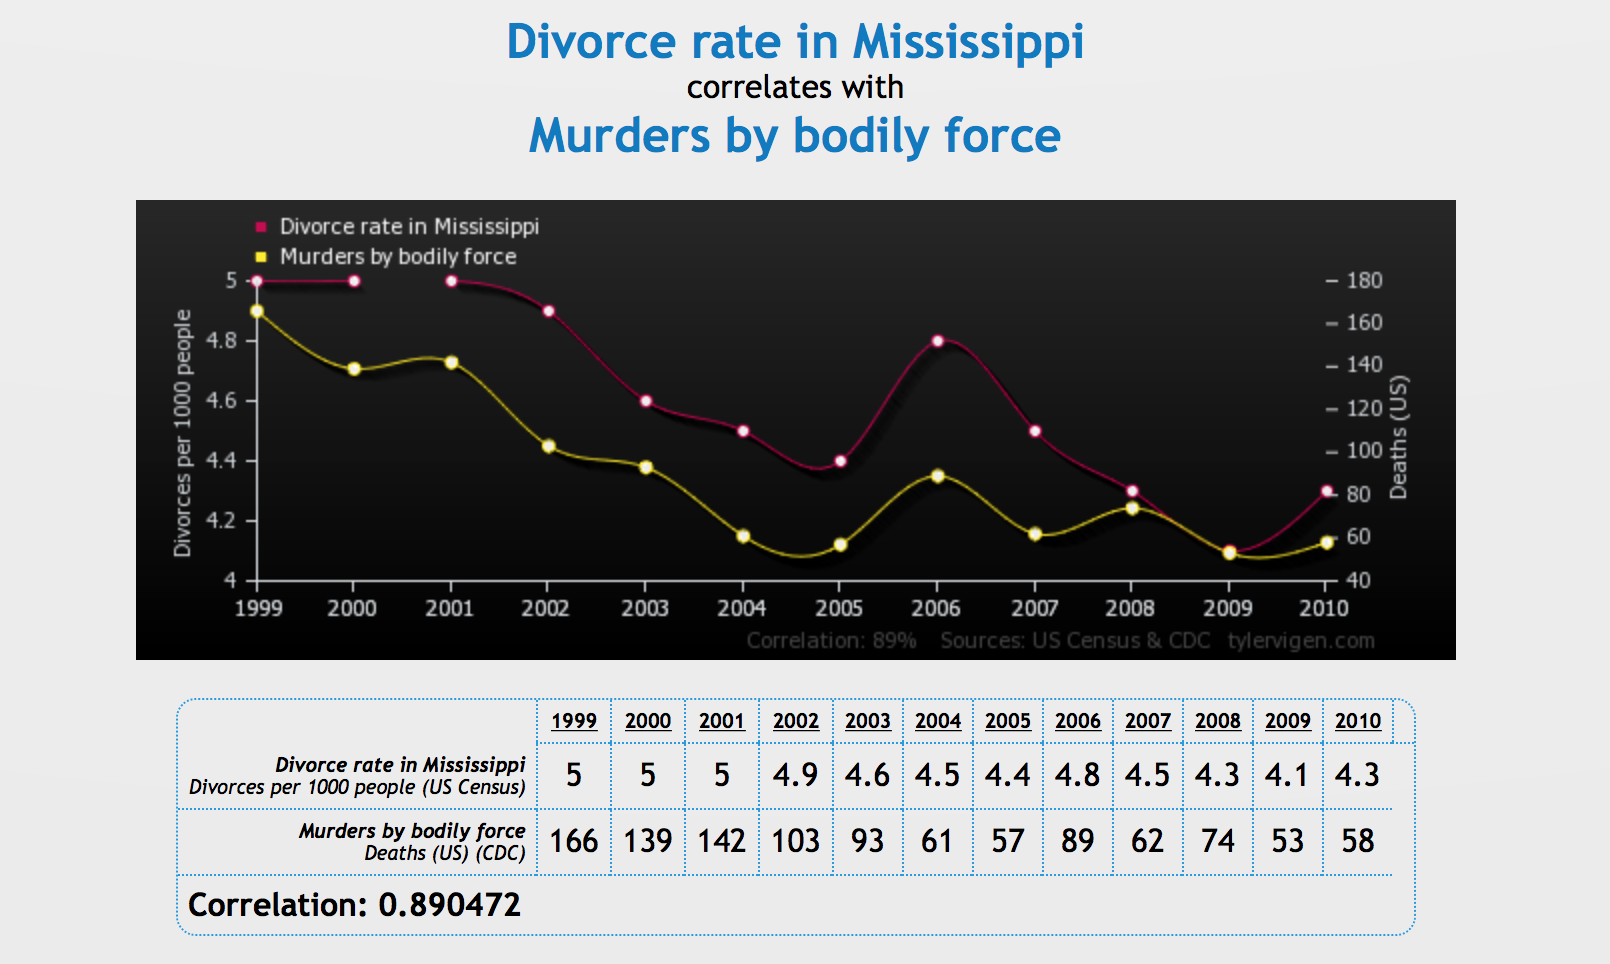 Divorce rate in Mississippi
correlates with
Murders by bodily force
Divorce rate in Mississippi
Murders by bodily force
Divorces per 1000 people
5
4.8
4.6
4.4
4.2
4
180
160
140
120
100
80
60
40
Deaths (US)
1999 2000 2001 2002 2003 2004 2005 2006 2007 2008 2009 2010
Correlation: 89% Sources: US Census & CDC tylervigen.com
1999 2000 2001 2002 2003 2004 2005 2006 2007 2008 2009 2010
Divorce rate in Mississippi
Divorces per 1000 people (US Census)
5 5 5 4.9 4.6 4.5 4.4 4.8 4.5 4.3 4.1 4.3
Murders by bodily force
Deaths (US) (CDC)
166 139 142 103 93 61 57 89 62 74 53 58
Correlation: 0.890472